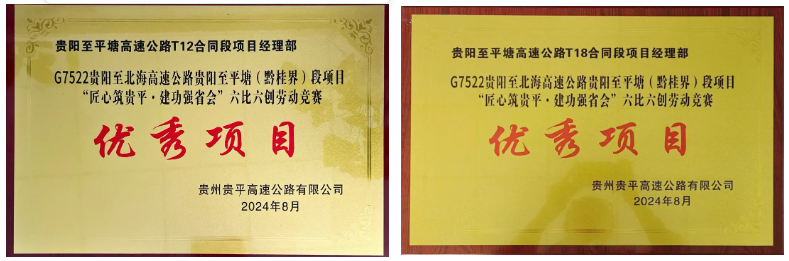 贵阳至平塘高速公路T12合同段项目经理部
G7522贵阳至北海高速公路贵阳至平塘（黔桂界）段项目
“匠心筑贵平·建功强省会”六比六创劳动竞赛
优秀项目
贵州贵平高速公路有限公司
2024年8月
贵阳至平塘高速公路T18合同段项目经理部
G7522贵阳至北海高速公路贵阳至平塘（黔桂界）段项目
“匠心筑贵平·建功强省会”六比六创劳动竞赛
优秀项目
贵州贵平高速公路有限公司
2024年8月